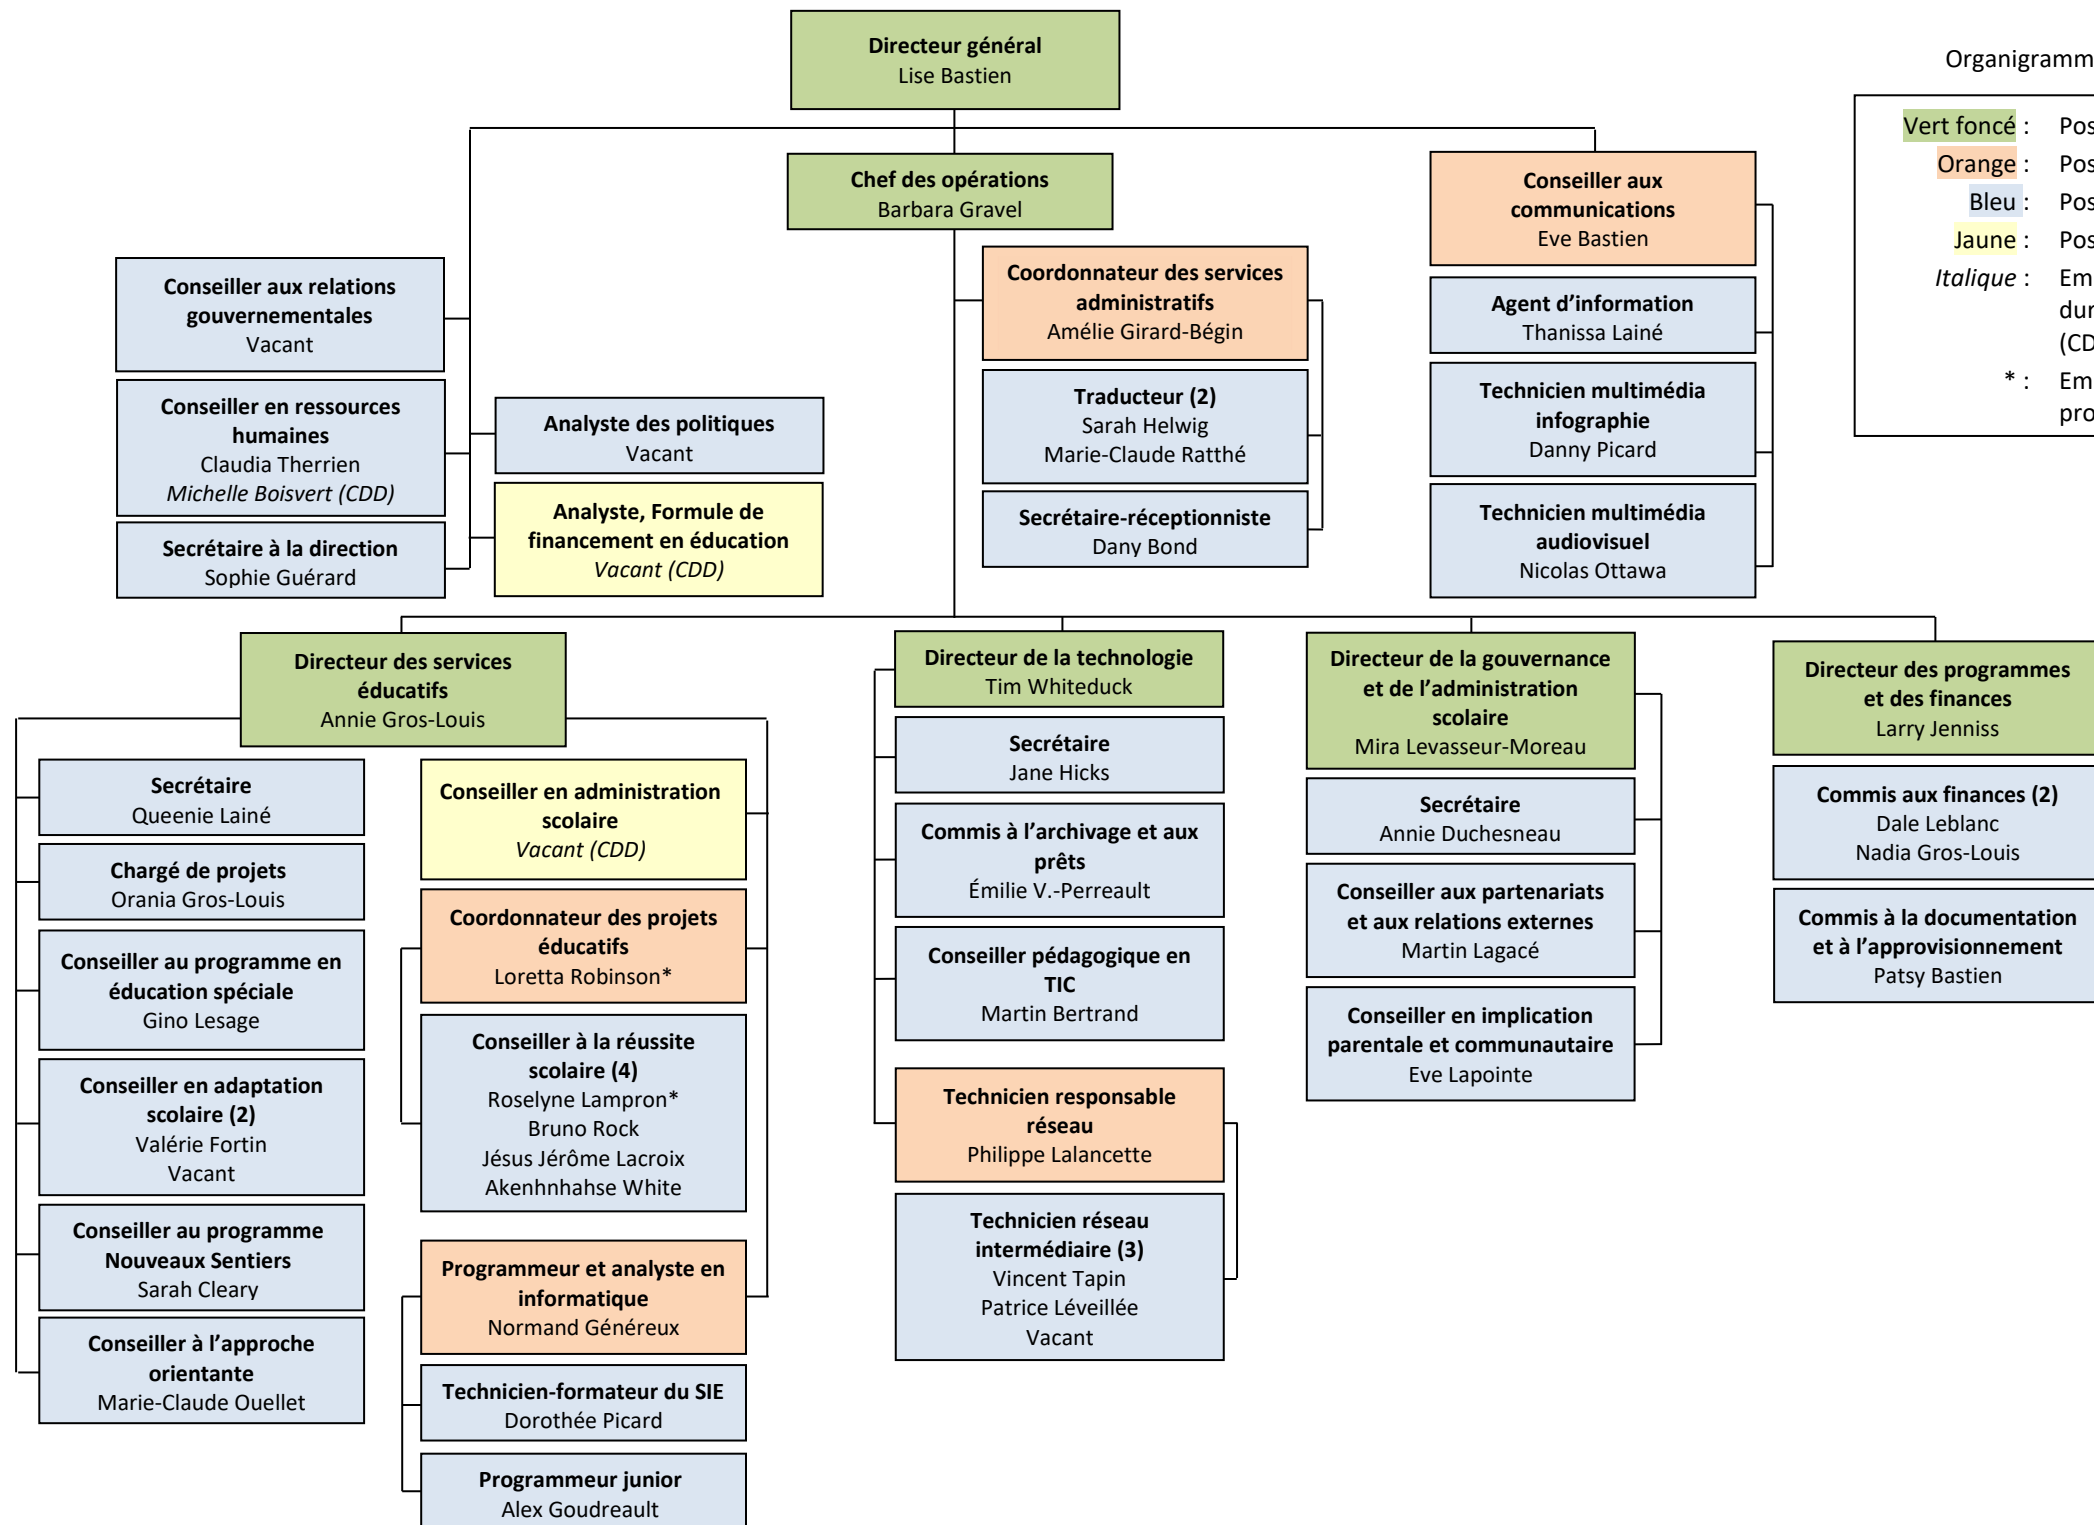 Directeur général
Lise Bastien
Chef des opérations
Barbara Gravel
Conseiller aux relations
gouvernementales
Vacant
Conseiller en ressources
humaines
Claudia Therrien
Michelle Boisvert (CDD)
Secrétaire à la direction
Sophie Guérard
Analyste des politiques
Vacant
Analyste, Formule de
financement en éducation
Vacant (CDD)
Coordonnateur des services
administratifs
Amélie Girard-Bégin
Traducteur (2)
Sarah Helwig
Marie-Claude Ratthé
Secrétaire-réceptionniste
Dany Bond
Conseiller aux
communications
Eve Bastien
Agent d’information
Thanissa Lainé
Technicien multimédia
infographie
Danny Picard
Technicien multimédia
audiovisuel
Nicolas Ottawa
Vert foncé :
Orange :
Bleu :
Jaune :
Italique :
* :
Directeur des services
éducatifs
Annie Gros-Louis
Secrétaire
Queenie Lainé
Chargé de projets
Orania Gros-Louis
Conseiller au programme en
éducation spéciale
Gino Lesage
Conseiller en adaptation
scolaire (2)
Valérie Fortin
Vacant
Conseiller au programme
Nouveaux Sentiers
Sarah Cleary
Conseiller à l’approche
orientante
Marie-Claude Ouellet
Conseiller en administration
scolaire
Vacant (CDD)
Coordonnateur des projets
éducatifs
Loretta Robinson*
Conseiller à la réussite
scolaire (4)
Roselyne Lampron*
Bruno Rock
Jésus Jérôme Lacroix
Akenhnhahse White
Programmeur et analyste en
informatique
Normand Généreux
Technicien-formateur du SIE
Dorothée Picard
Programmeur junior
Alex Goudreault
Directeur de la technologie
Tim Whiteduck
Secrétaire
Jane Hicks
Commis à l’archivage et aux
prêts
Émilie V.-Perreault
Conseiller pédagogique en
TIC
Martin Bertrand
Technicien responsable
réseau
Philippe Lalancette
Technicien réseau
intermédiaire (3)
Vincent Tapin
Patrice Léveillée
Vacant
Directeur de la gouvernance
et de l’administration
scolaire
Mira Levasseur-Moreau
Secrétaire
Annie Duchesneau
Conseiller aux partenariats
et aux relations externes
Martin Lagacé
Conseiller en implication
parentale et communautaire
Eve Lapointe
Directeur des programmes
et des finances
Larry Jenniss
Commis aux finances (2)
Dale Leblanc
Nadia Gros-Louis
Commis à la documentation
et à l’approvisionnement
Patsy Bastien